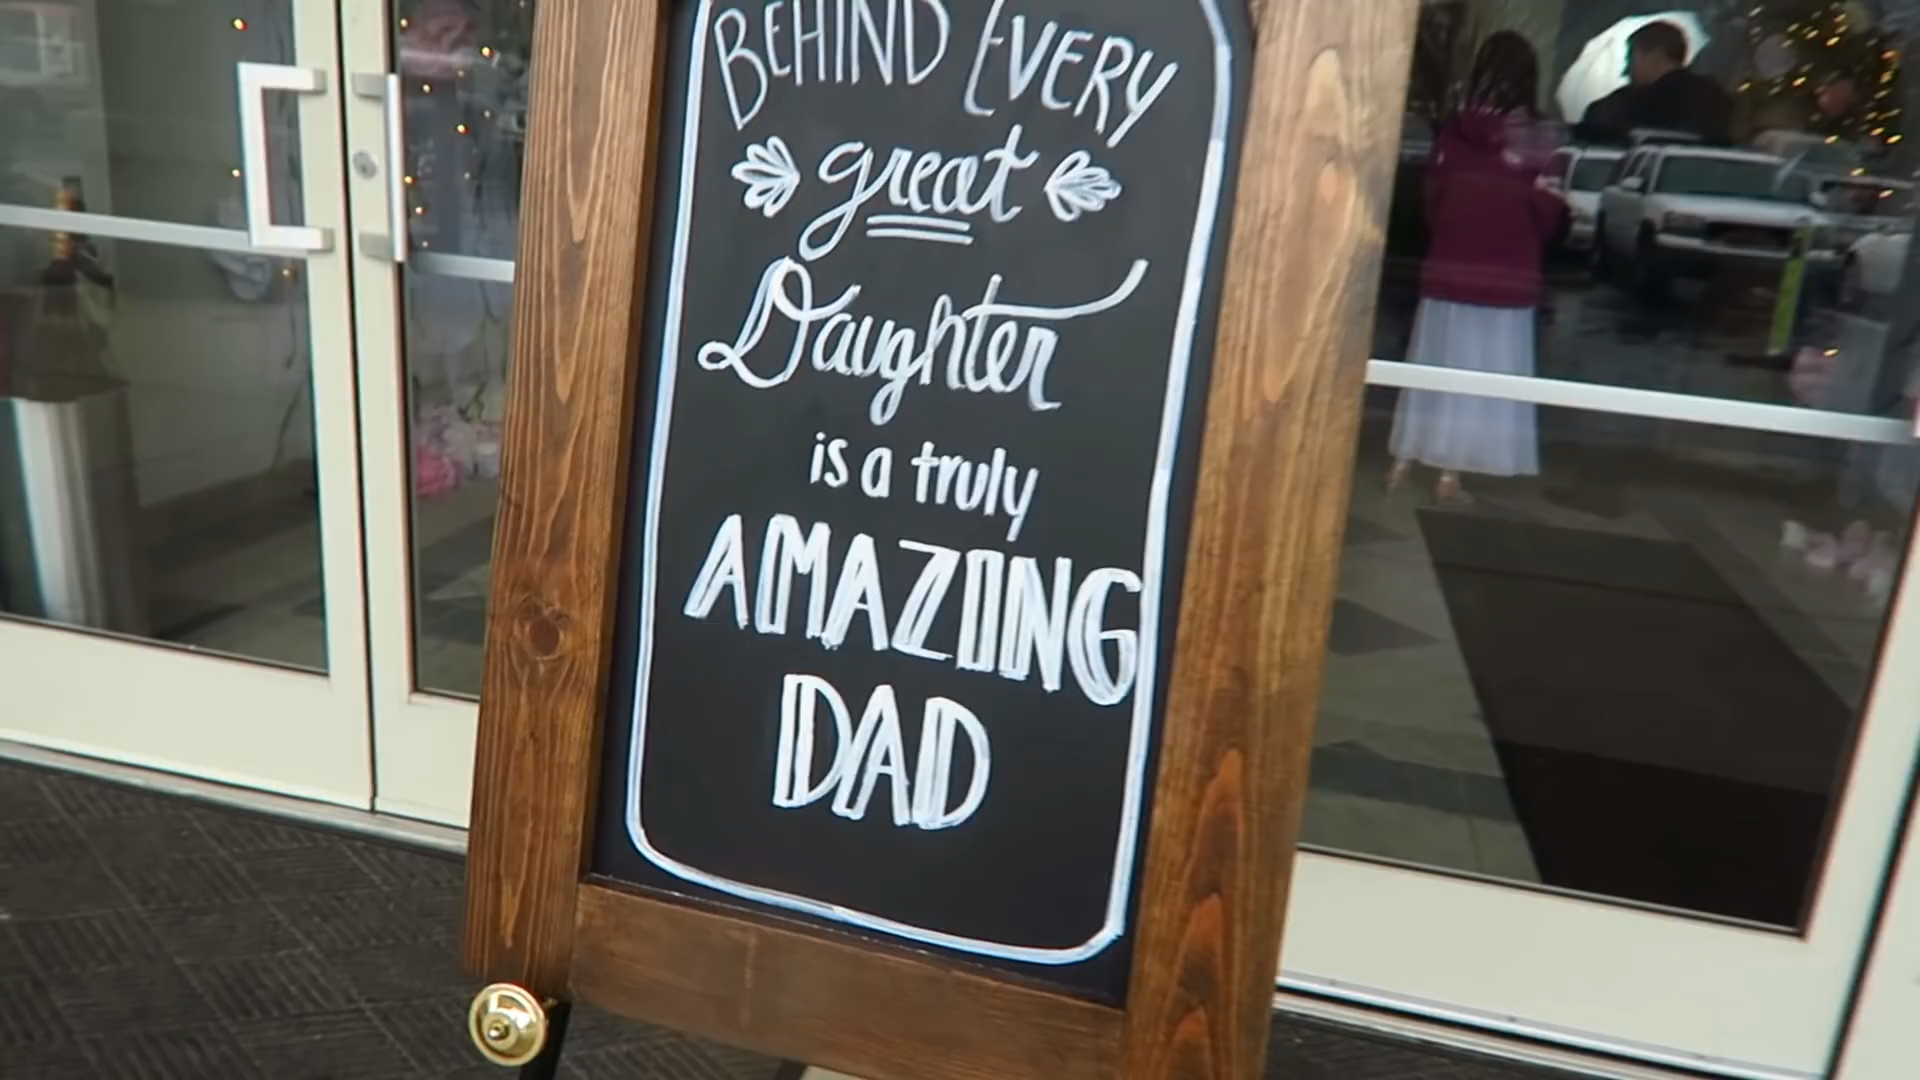 BEHIND EVERY
great
Daughter
is a truly
AMAZING
DAD